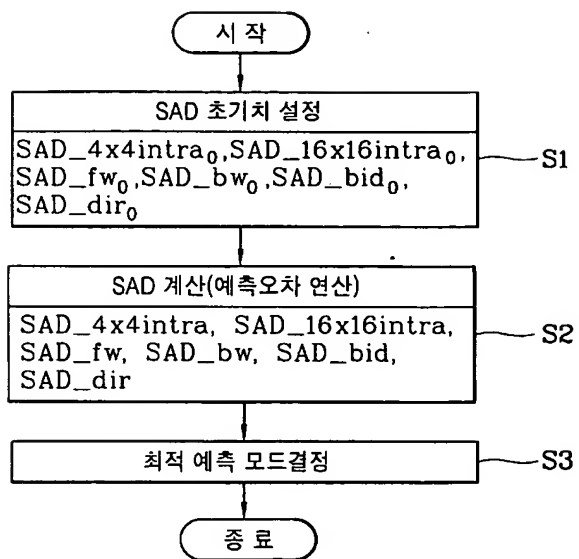 시 작
SAD 초기치 설정
SAD_4x4intra₀,SAD_16x16intra₀,
SAD_fw₀,SAD_bw₀,SAD_bid₀,
SAD_dir₀
S1
SAD 계산(예측오차 연산)
SAD_4x4intra, SAD_16x16intra,
SAD_fw, SAD_bw, SAD_bid,
SAD_dir
S2
최적 예측 모드결정
S3
종 료